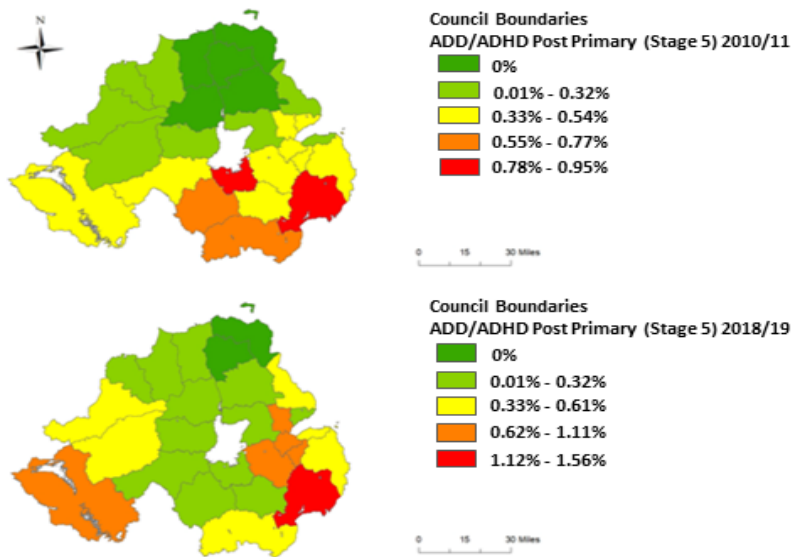 N
Council Boundaries
ADD/ADHD Post Primary (Stage 5) 2010/11
0%
0.01% - 0.32%
0.33% - 0.54%
0.55% - 0.77%
0.78% - 0.95%
0 15 30 Miles
Council Boundaries
ADD/ADHD Post Primary (Stage 5) 2018/19
0%
0.01% - 0.32%
0.33% - 0.61%
0.62% - 1.11%
1.12% - 1.56%
0 15 30 Miles